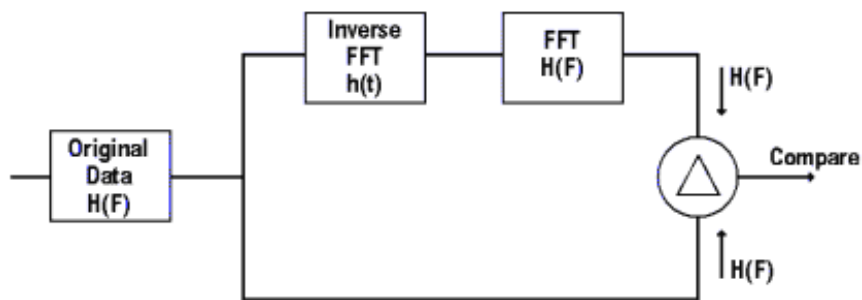 Inverse
FFT
h(t)
FFT
H(F)
H(F)
Original
Data
H(F)
Compare
H(F)